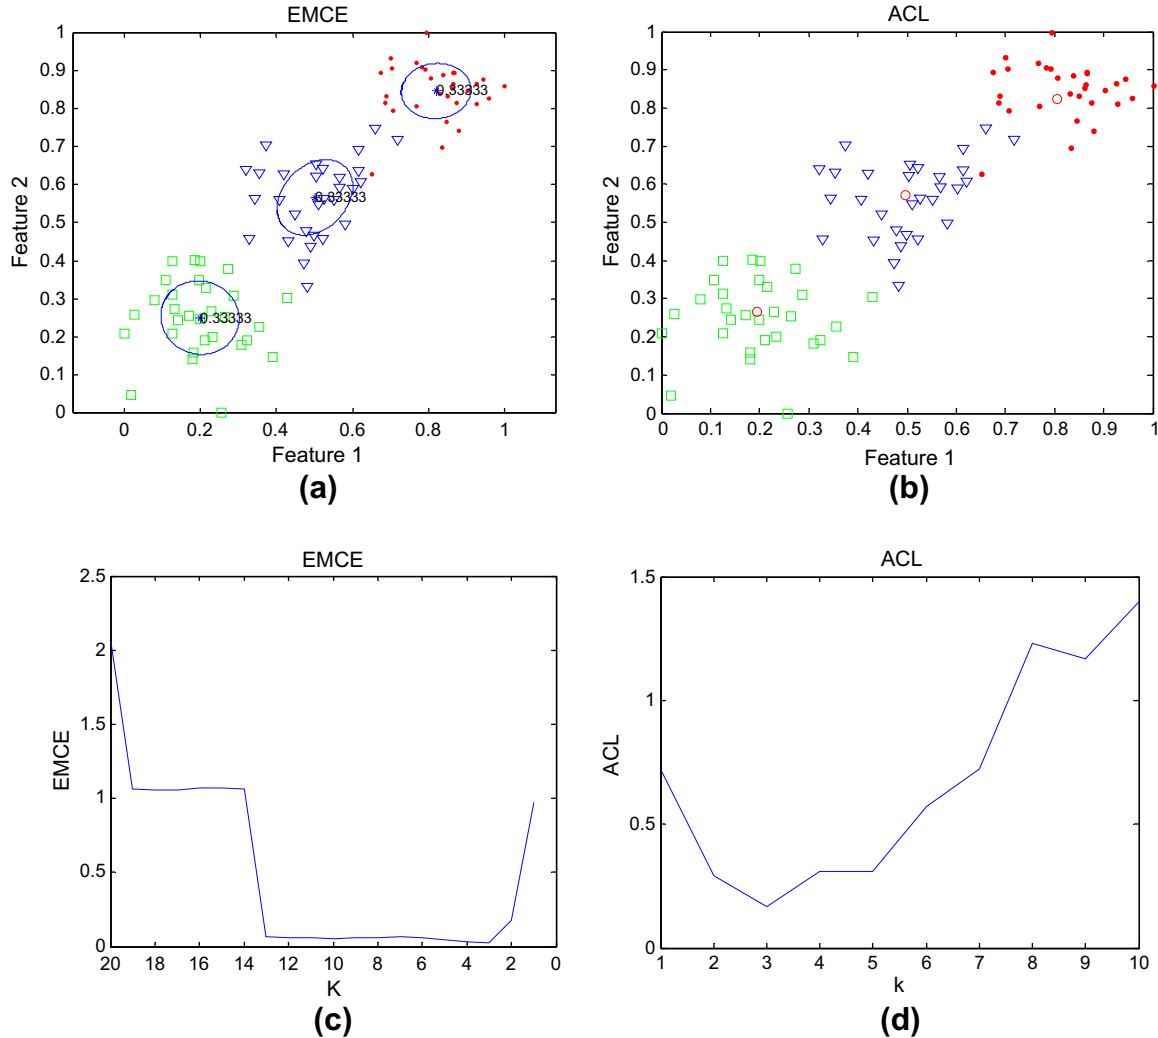 EMCE
1
0.9
0.8
0.7
0.6
0.5
0.4
0.3
0.2
0.1
0
Feature 2
0.33333
0.33333
0.33333
0 0.2 0.4 0.6 0.8 1
Feature 1
(a)
ACL
1
0.9
0.8
0.7
0.6
0.5
0.4
0.3
0.2
0.1
0
Feature 2
0 0.1 0.2 0.3 0.4 0.5 0.6 0.7 0.8 0.9 1
Feature 1
(b)
EMCE
2.5
2
1.5
1
0.5
0
EMCE
20 18 16 14 12 10 8 6 4 2 0
K
(c)
ACL
1.5
1
0.5
0
ACL
1 2 3 4 5 6 7 8 9 10
k
(d)